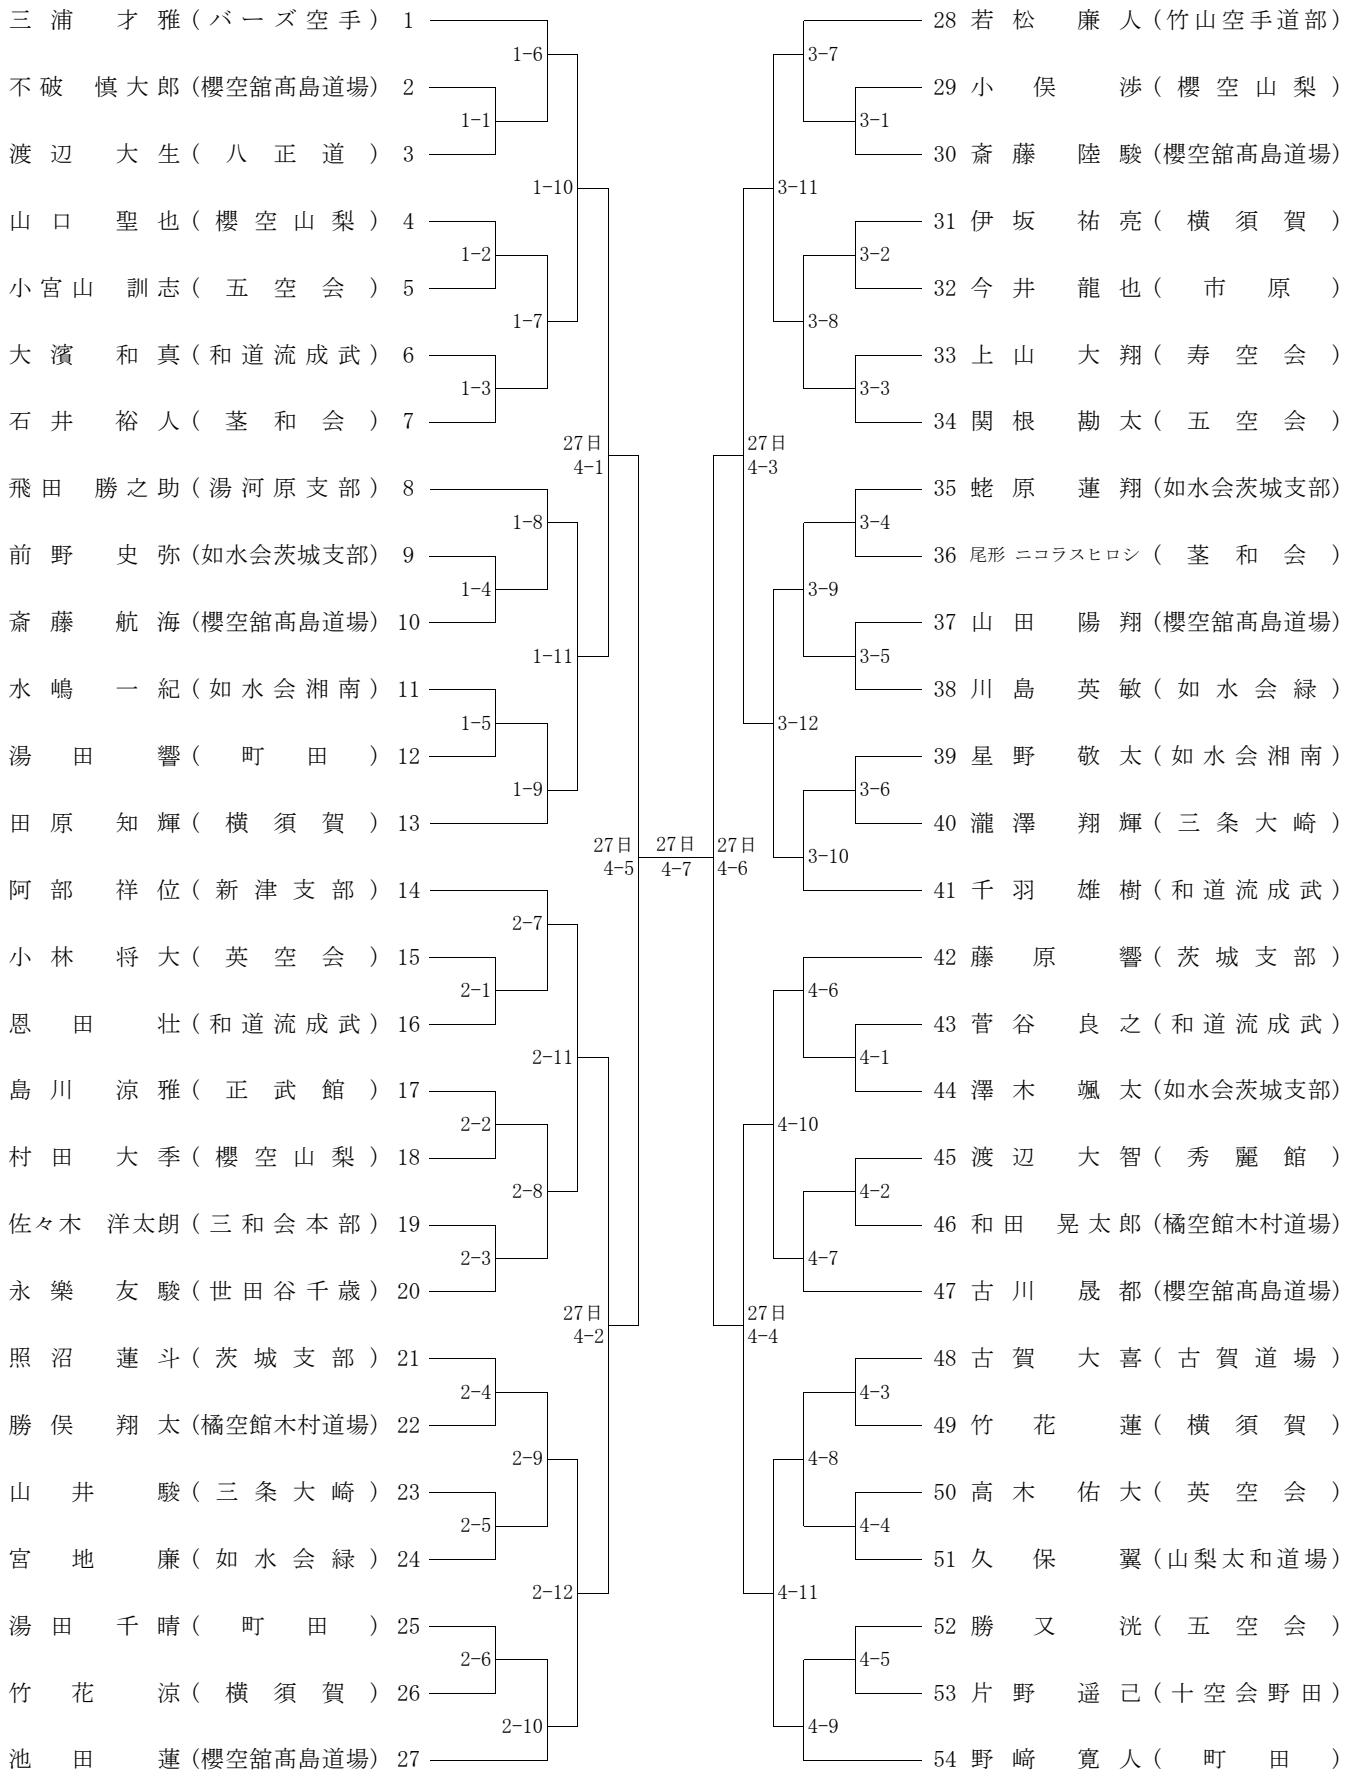 三浦 才雅(バーズ空手) 1
不破 慎大郎(櫻空舘髙島道場) 2
渡辺 大生(八正道) 3
山口 聖也(櫻空山梨) 4
小宮山 訓志(五空会) 5
大濱 和真(和道流成武) 6
石井 裕人(茎和会) 7
飛田 勝之助(湯河原支部) 8
前野 史弥(如水会茨城支部) 9
斎藤 航海(櫻空舘髙島道場) 10
水嶋 一紀(如水会湘南) 11
湯田 響(町田) 12
田原 知輝(横須賀) 13
阿部 祥位(新津支部) 14
小林 将大(英空会) 15
恩田 壮(和道流成武) 16
島川 涼雅(正武館) 17
村田 大季(櫻空山梨) 18
佐々木 洋太朗(三和会本部) 19
永樂 友駿(世田谷千歳) 20
照沼 蓮斗(茨城支部) 21
勝俣 翔太(橘空館木村道場) 22
山井 駿(三条大崎) 23
宮地 廉(如水会緑) 24
湯田 千晴(町田) 25
竹花 涼(横須賀) 26
池田 蓮(櫻空舘髙島道場) 27
1-6
1-1
1-10
1-2
1-7
1-3
27日
4-1
1-8
1-4
1-11
1-5
1-9
27日
4-5
2-7
2-1
2-11
2-2
2-8
2-3
27日
4-2
2-4
2-9
2-5
2-12
2-6
2-10
27日
4-7
3-7
3-1
3-11
3-2
3-8
3-3
27日
4-3
3-4
3-9
3-5
3-12
3-6
3-10
27日
4-6
4-6
4-1
4-10
4-2
4-7
27日
4-4
4-3
4-8
4-4
4-11
4-5
4-9
28 若松 廉人(竹山空手道部)
29 小俣 渉(櫻空山梨)
30 斎藤 陸駿(櫻空舘髙島道場)
31 伊坂 祐亮(横須賀)
32 今井 龍也(市原)
33 上山 大翔(寿空会)
34 関根 勘太(五空会)
35 蛯原 蓮翔(如水会茨城支部)
36 尾形 ニコラスヒロシ(茎和会)
37 山田 陽翔(櫻空舘髙島道場)
38 川島 英敏(如水会緑)
39 星野 敬太(如水会湘南)
40 瀧澤 翔輝(三条大崎)
41 千羽 雄樹(和道流成武)
42 藤原 響(茨城支部)
43 菅谷 良之(和道流成武)
44 澤木 颯太(如水会茨城支部)
45 渡辺 大智(秀麗館)
46 和田 晃太郎(橘空館木村道場)
47 古川 晟都(櫻空舘髙島道場)
48 古賀 大喜(古賀道場)
49 竹花 蓮(横須賀)
50 高木 佑大(英空会)
51 久保 翼(山梨太和道場)
52 勝又 洸(五空会)
53 片野 遥己(十空会野田)
54 野﨑 寛人(町田)